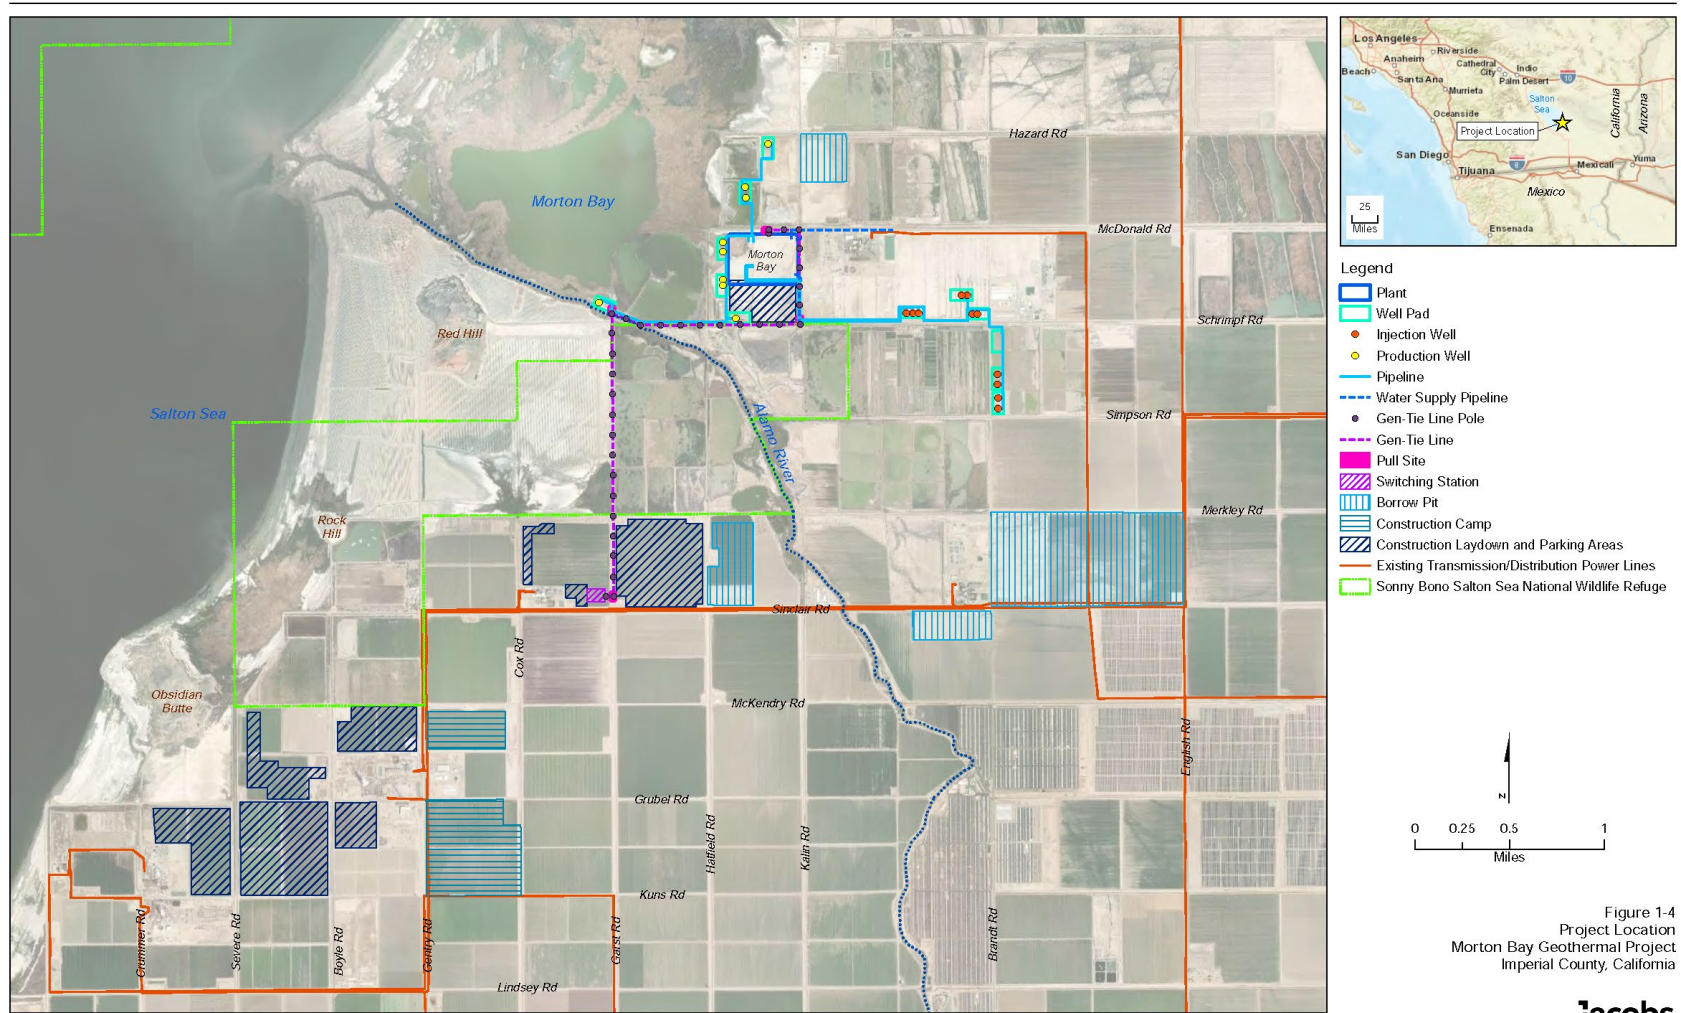 Hazard Rd
Morton Bay
McDonald Rd
Morton
Bay
Schrimpf Rd
Red Hill
Salton Sea
Simpson Rd
Alamo River
Merkley Rd
Rock
Hill
Sinclair Rd
Cox Rd
Obsidian
Butte
McKendry Rd
English Rd
Grubel Rd
Hatfield Rd
Kalin Rd
Kuns Rd
Crummer Rd
Severe Rd
Boyle Rd
Gentry Rd
Garst Rd
Brandt Rd
Lindsey Rd
Los Angeles
Riverside
Anaheim
Cathedral
City
Indio
Palm Desert
10
Beach
Santa Ana
Murrieta
Salton
Sea
California
Arizona
Oceanside
Project Location
San Diego
8
Mexicali
Yuma
Tijuana
Mexico
25
Miles
Ensenada
Legend
Plant
Well Pad
Injection Well
Production Well
Pipeline
Water Supply Pipeline
Gen-Tie Line Pole
Gen-Tie Line
Pull Site
Switching Station
Borrow Pit
Construction Camp
Construction Laydown and Parking Areas
Existing Transmission/Distribution Power Lines
Sonny Bono Salton Sea National Wildlife Refuge
N
0 0.25 0.5 1
Miles
Figure 1-4
Project Location
Morton Bay Geothermal Project
Imperial County, California
Jacobs